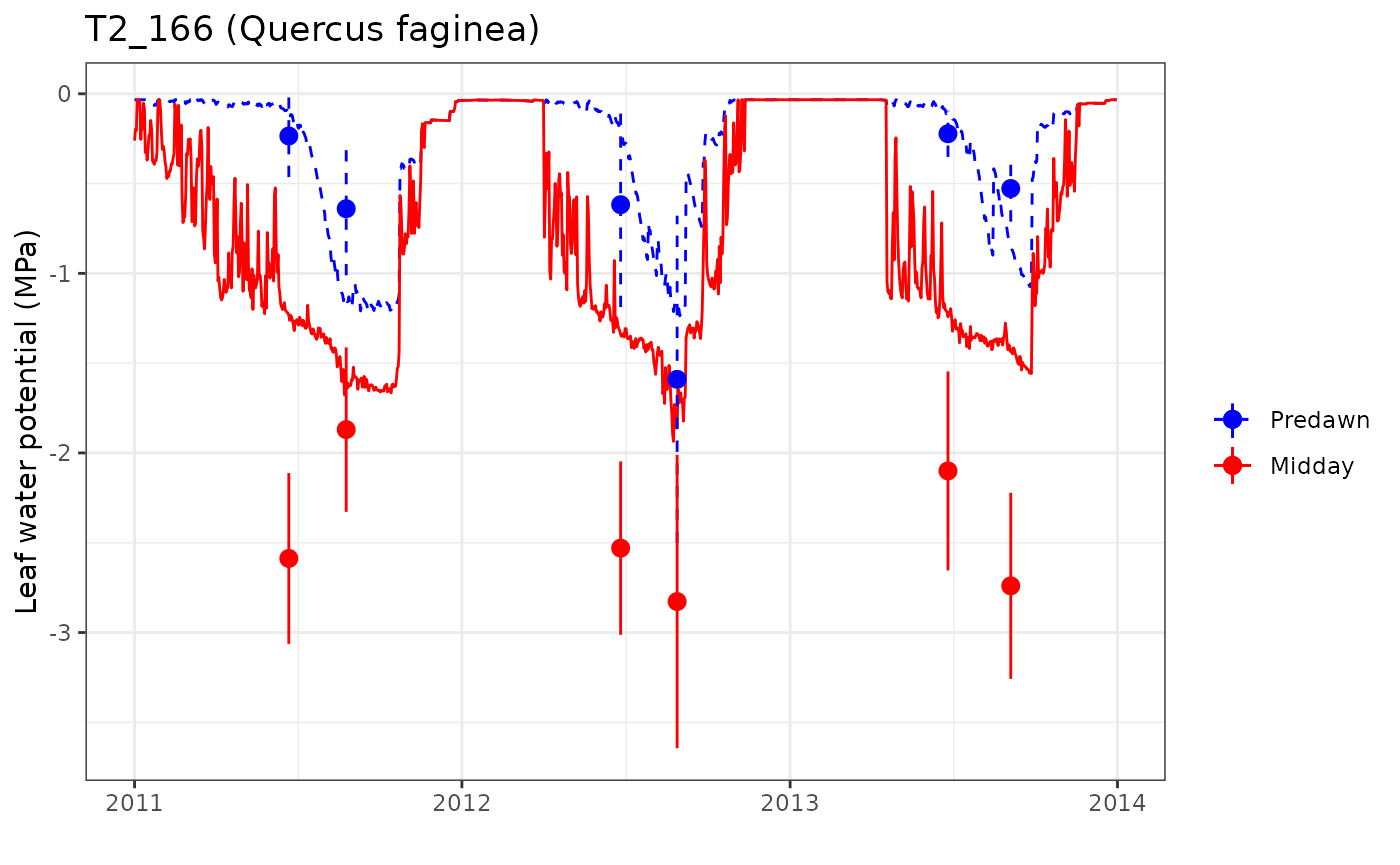 T2_166 (Quercus faginea)
Leaf water potential (MPa)
0
-1
-2
-3
2011
2012
2013
2014
Predawn
Midday